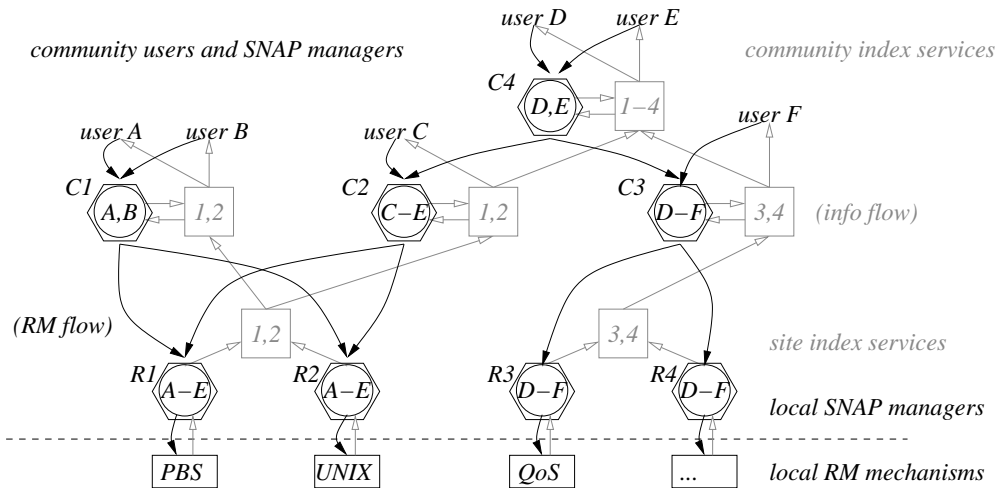 user D
user E
community users and SNAP managers
community index services
C4
D,E
1–4
user A
user B
user C
user F
C1
A,B
1,2
C2
C–E
1,2
C3
D–F
3,4
(info flow)
(RM flow)
1,2
3,4
site index services
R1
A–E
R2
A–E
R3
D–F
R4
D–F
local SNAP managers
PBS
UNIX
QoS
...
local RM mechanisms